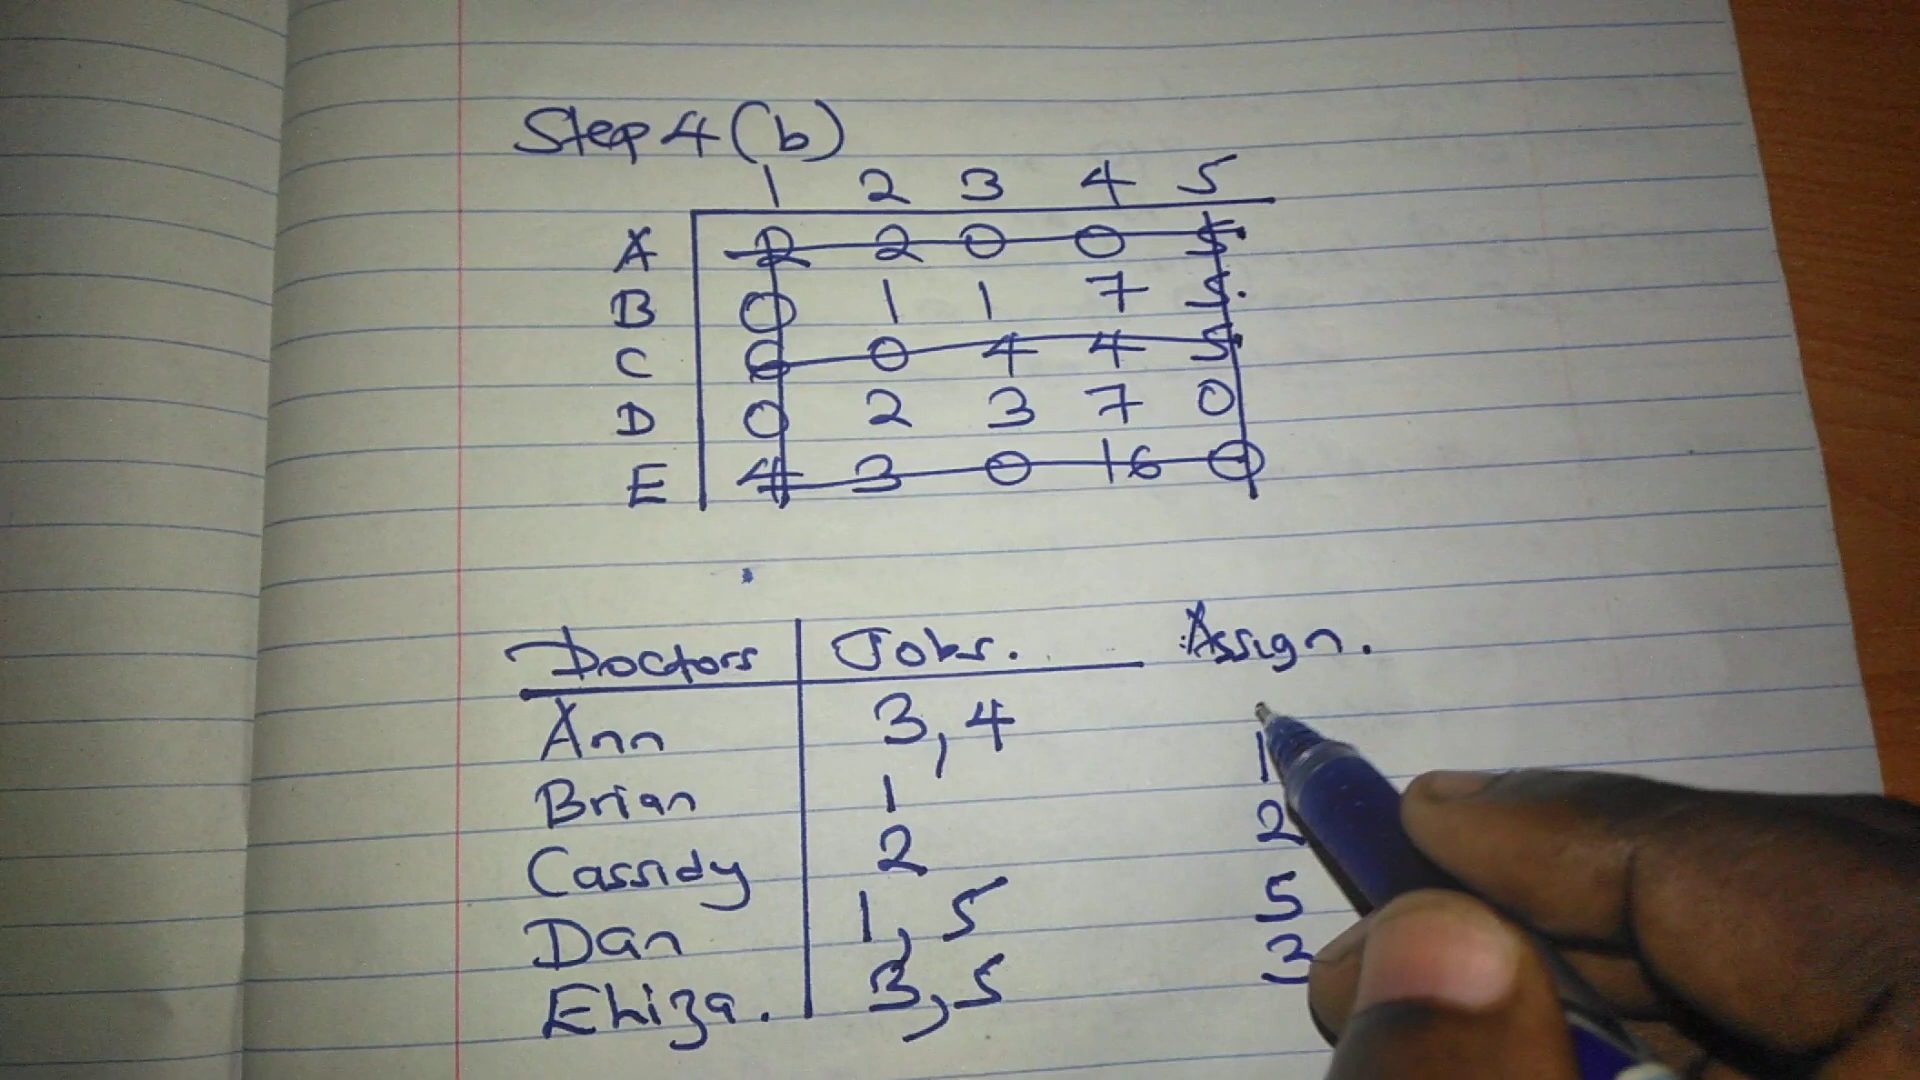 Step 4 (b)
1 2 3 4 5
A 2 2 0 0 5
B 0 1 1 7 5.
C 0 0 4 4 5
D 0 2 3 7 0
E 4 3 0 16 0
Doctors Jobs. Assign.
Ann 3, 4
Brian 1 1
Cassidy 2 2
Dan 1, 5 5
Ehiza. 3, 5 3